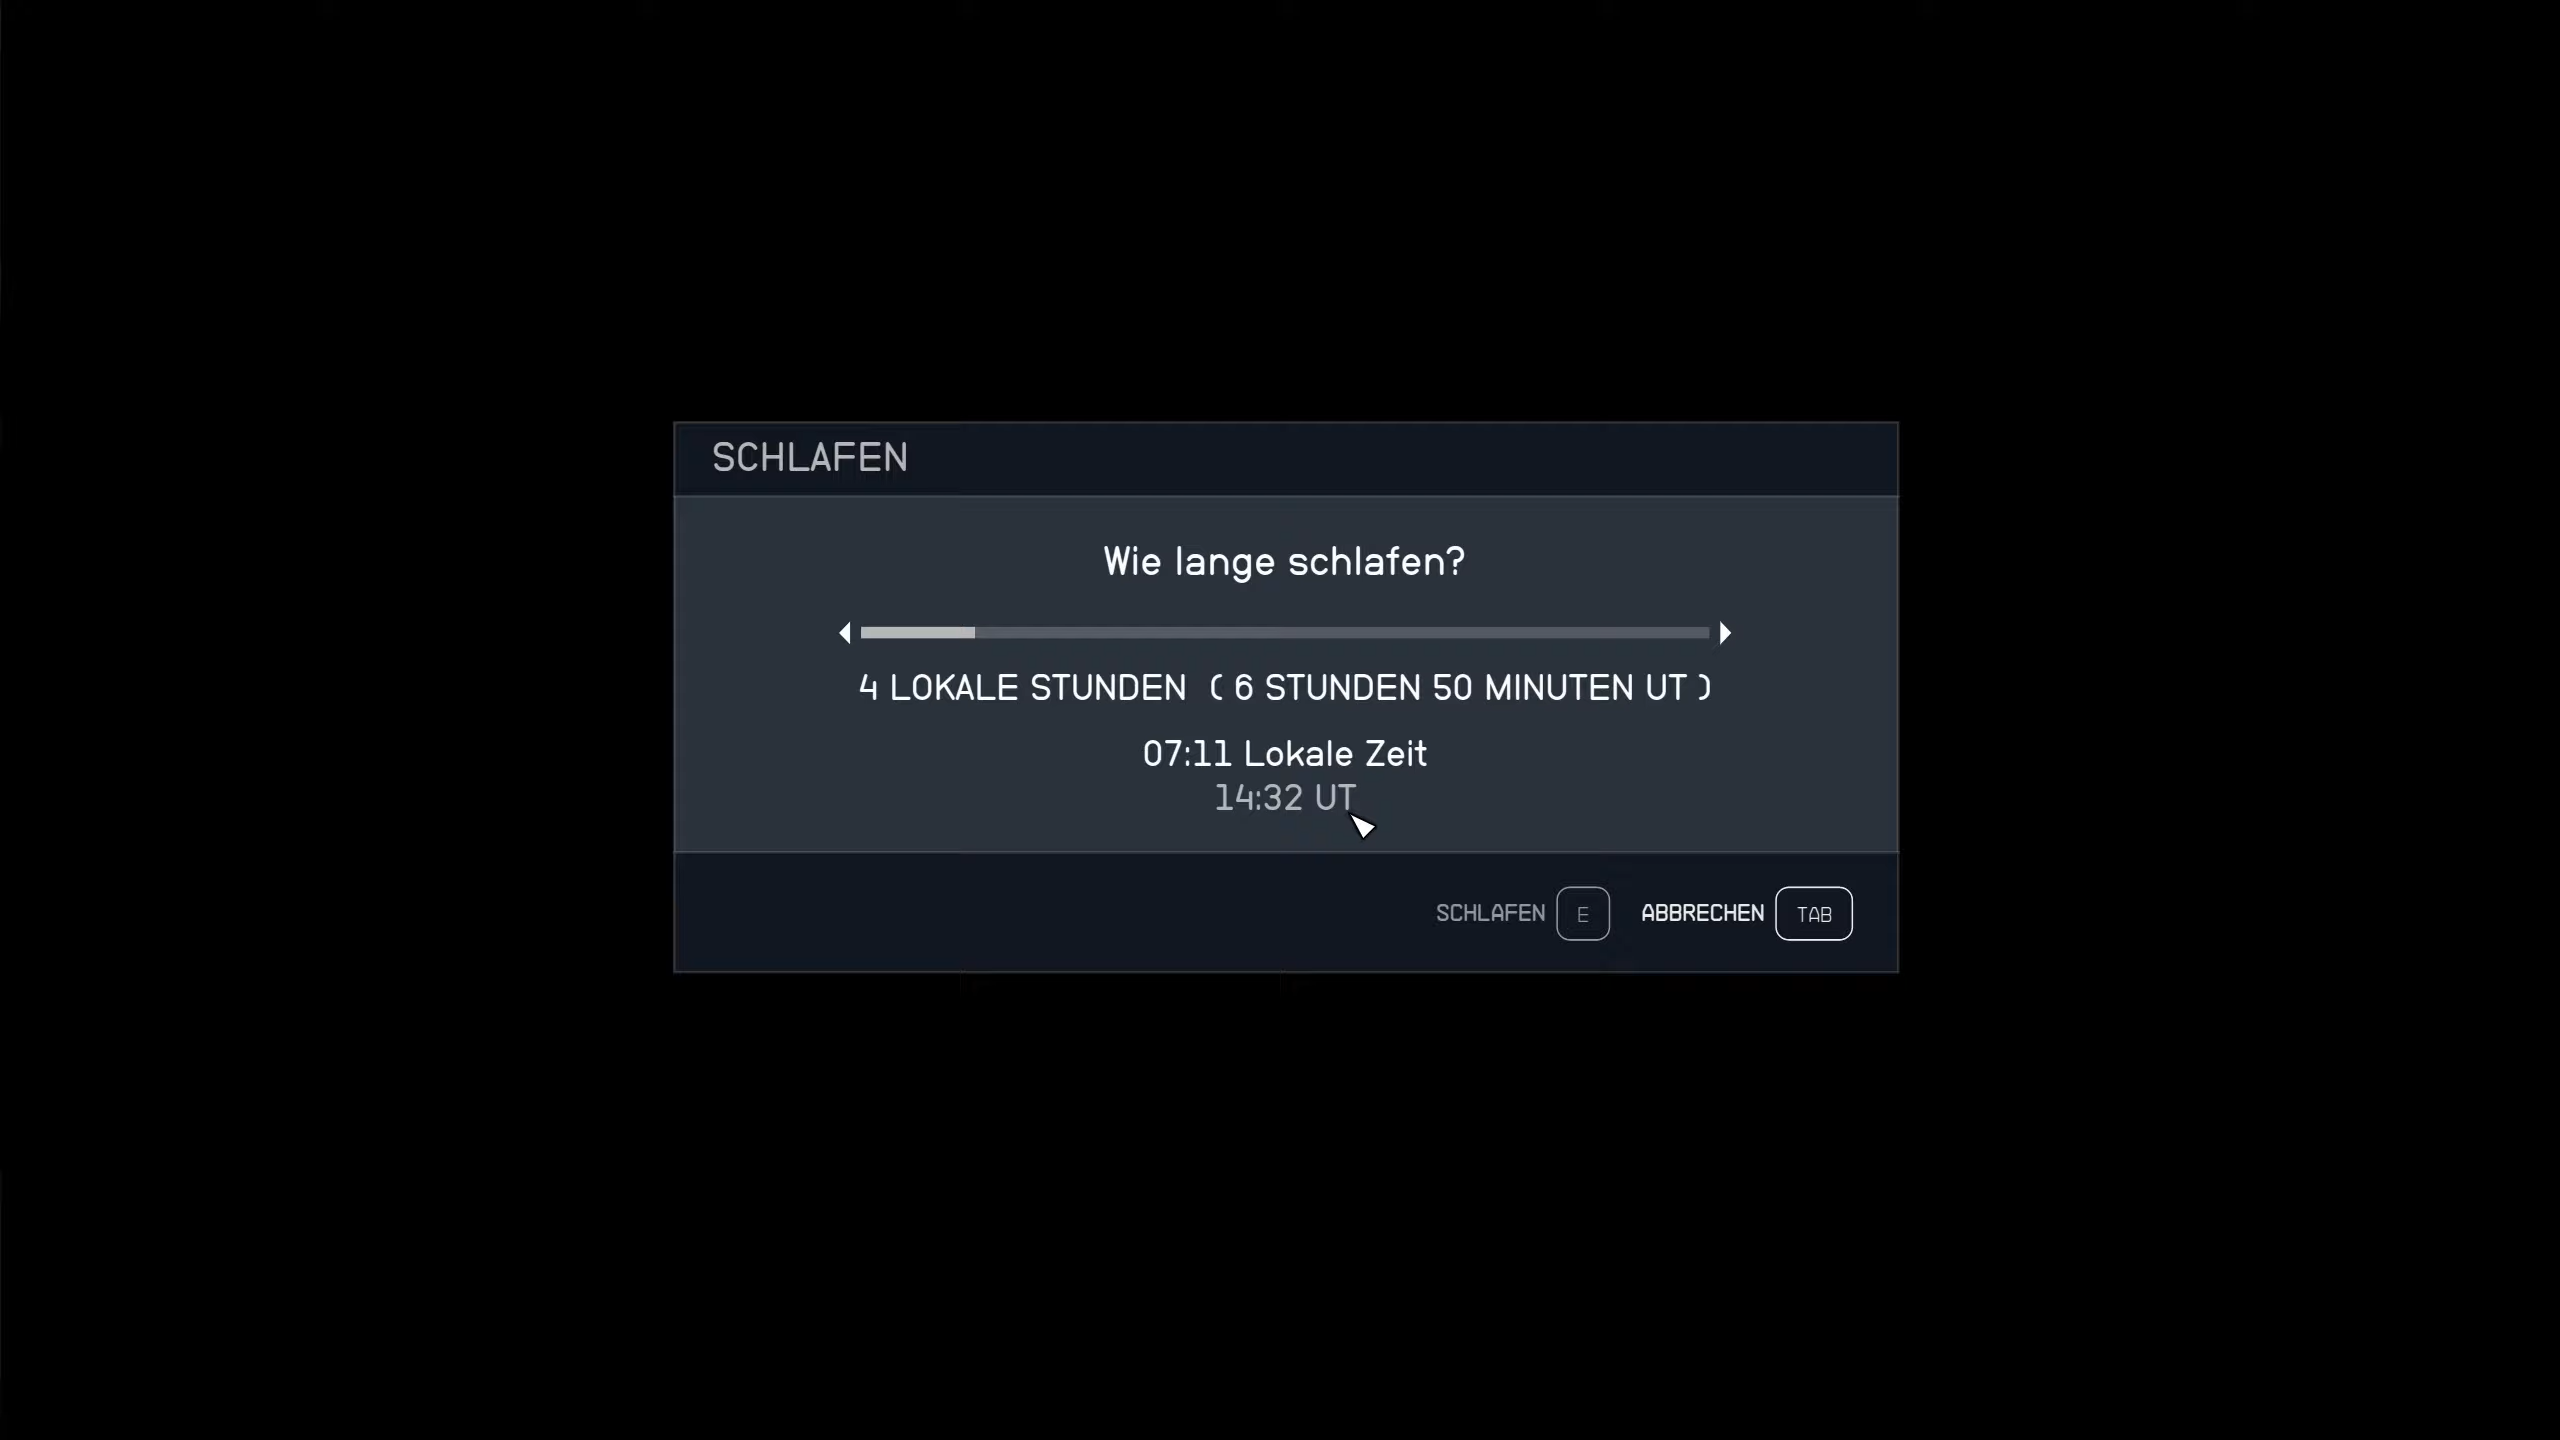 SCHLAFEN
Wie lange schlafen?
4 LOKALE STUNDEN ( 6 STUNDEN 50 MINUTEN UT )
07:11 Lokale Zeit
14:32 UT
SCHLAFEN E ABBRECHEN TAB